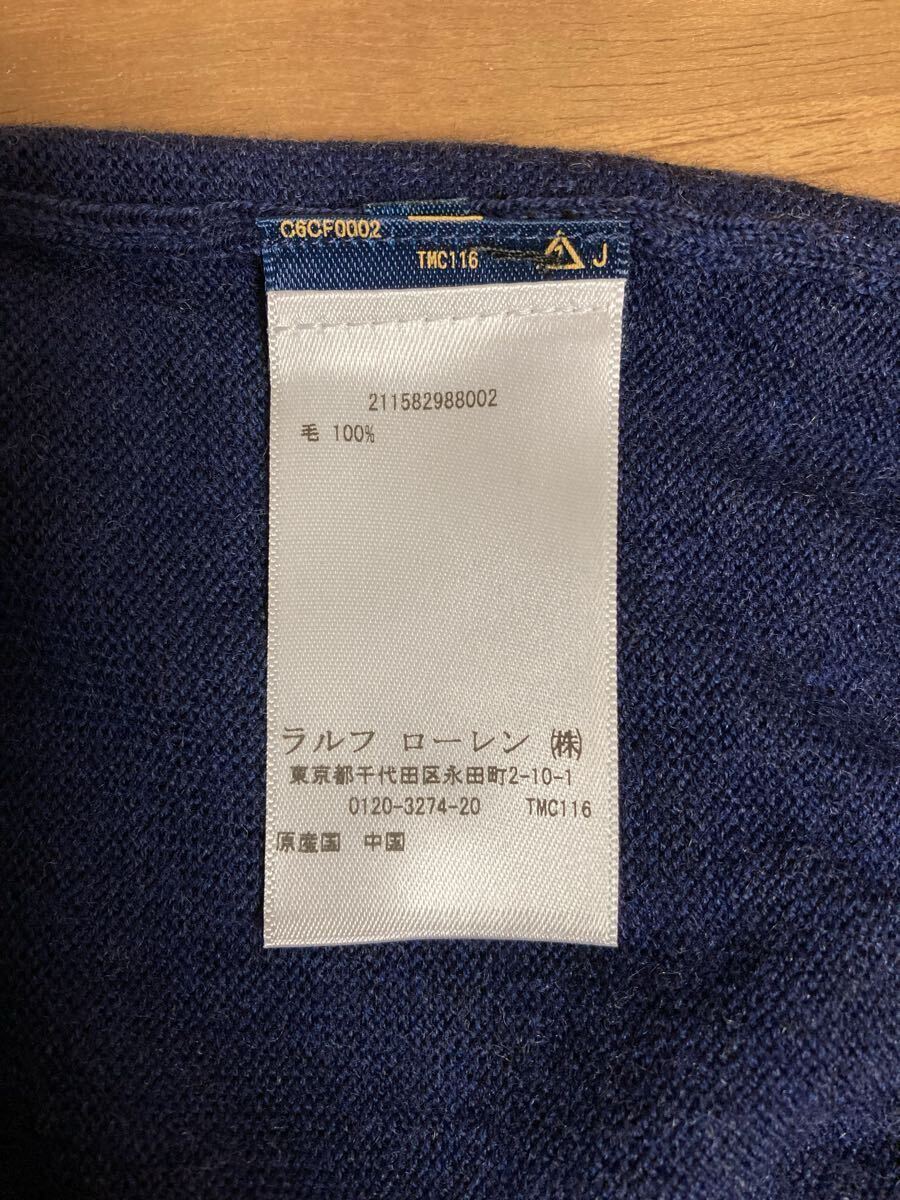 C6CF0002
TMC116 J
211582988002
毛 100%
ラルフ ローレン ㈱
東京都千代田区永田町2-10-1
0120-3274-20 TMC116
原産国 中国